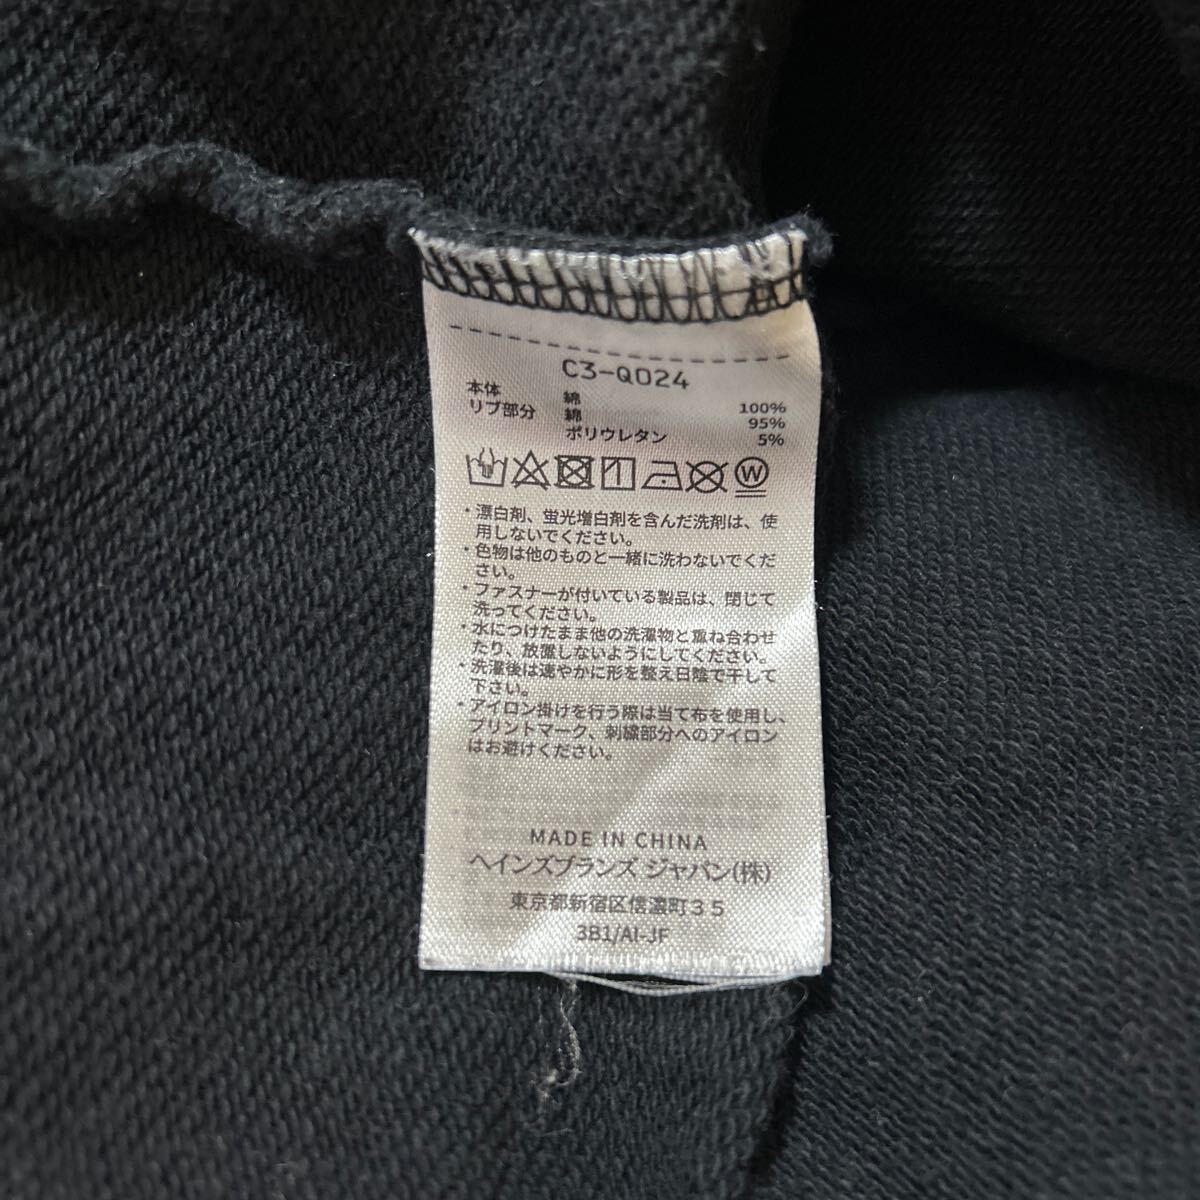 C3-Q024
本体 綿 100%
リブ部分 綿 95%
ポリウレタン 5%
W
・漂白剤、蛍光増白剤を含んだ洗剤は、使
用しないでください。
・色物は他のものと一緒に洗わないでくだ
さい。
・ファスナーが付いている製品は、閉じて
洗ってください。
・水につけたまま他の洗濯物と重ね合わせ
たり、放置しないようにしてください。
・洗濯後は速やかに形を整え日陰で干して
下さい。
・アイロン掛けを行う際は当て布を使用し、
プリントマーク、刺繍部分へのアイロン
はお避けください。
MADE IN CHINA
ヘインズブランズ ジャパン(株)
東京都新宿区信濃町35
3B1/AI-JF